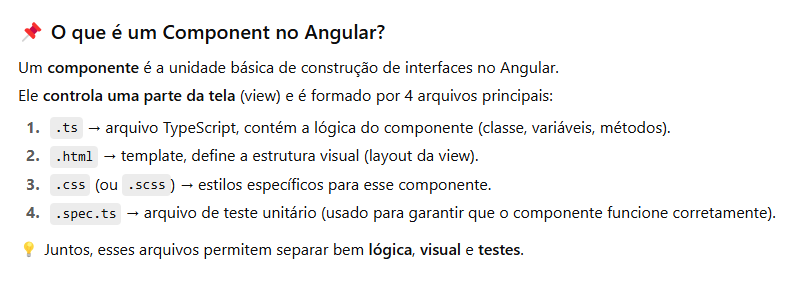 📌 O que é um Component no Angular?
Um componente é a unidade básica de construção de interfaces no Angular.
Ele controla uma parte da tela (view) e é formado por 4 arquivos principais:
1. .ts → arquivo TypeScript, contém a lógica do componente (classe, variáveis, métodos).
2. .html → template, define a estrutura visual (layout da view).
3. .css (ou .scss) → estilos específicos para esse componente.
4. .spec.ts → arquivo de teste unitário (usado para garantir que o componente funcione corretamente).
💡 Juntos, esses arquivos permitem separar bem lógica, visual e testes.